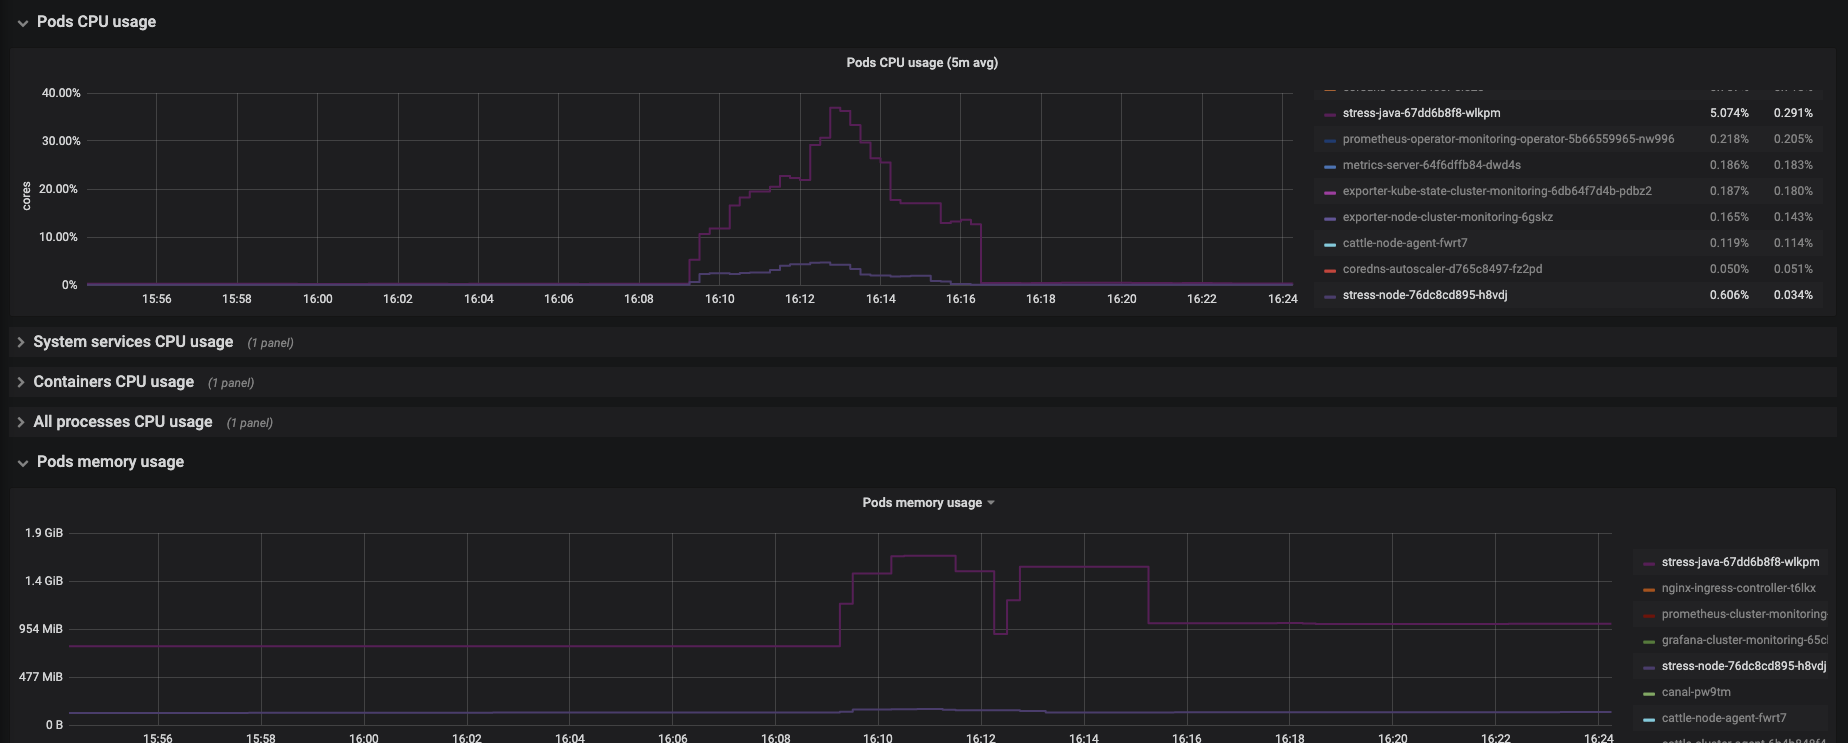 Pods CPU usage
Pods CPU usage (5m avg)
40.00%
30.00%
20.00%
10.00%
0%
cores
15:56 15:58 16:00 16:02 16:04 16:06 16:08 16:10 16:12 16:14 16:16 16:18 16:20 16:22 16:24
stress-java-67dd6b8f8-wlkpm 5.074% 0.291%
prometheus-operator-monitoring-operator-5b66559965-nw996 0.218% 0.205%
metrics-server-64f6dffb84-dwd4s 0.186% 0.183%
exporter-kube-state-cluster-monitoring-6db64f7d4b-pdbz2 0.187% 0.180%
exporter-node-cluster-monitoring-6gskz 0.165% 0.143%
cattle-node-agent-fwrt7 0.119% 0.114%
coredns-autoscaler-d765c8497-fz2pd 0.050% 0.051%
stress-node-76dc8cd895-h8vdj 0.606% 0.034%
System services CPU usage (1 panel)
Containers CPU usage (1 panel)
All processes CPU usage (1 panel)
Pods memory usage
Pods memory usage
1.9 GiB
1.4 GiB
954 MiB
477 MiB
0 B
15:56 15:58 16:00 16:02 16:04 16:06 16:08 16:10 16:12 16:14 16:16 16:18 16:20 16:22 16:24
stress-java-67dd6b8f8-wlkpm
nginx-ingress-controller-t6lkx
prometheus-cluster-monitoring-
grafana-cluster-monitoring-65cl
stress-node-76dc8cd895-h8vdj
canal-pw9tm
cattle-node-agent-fwrt7